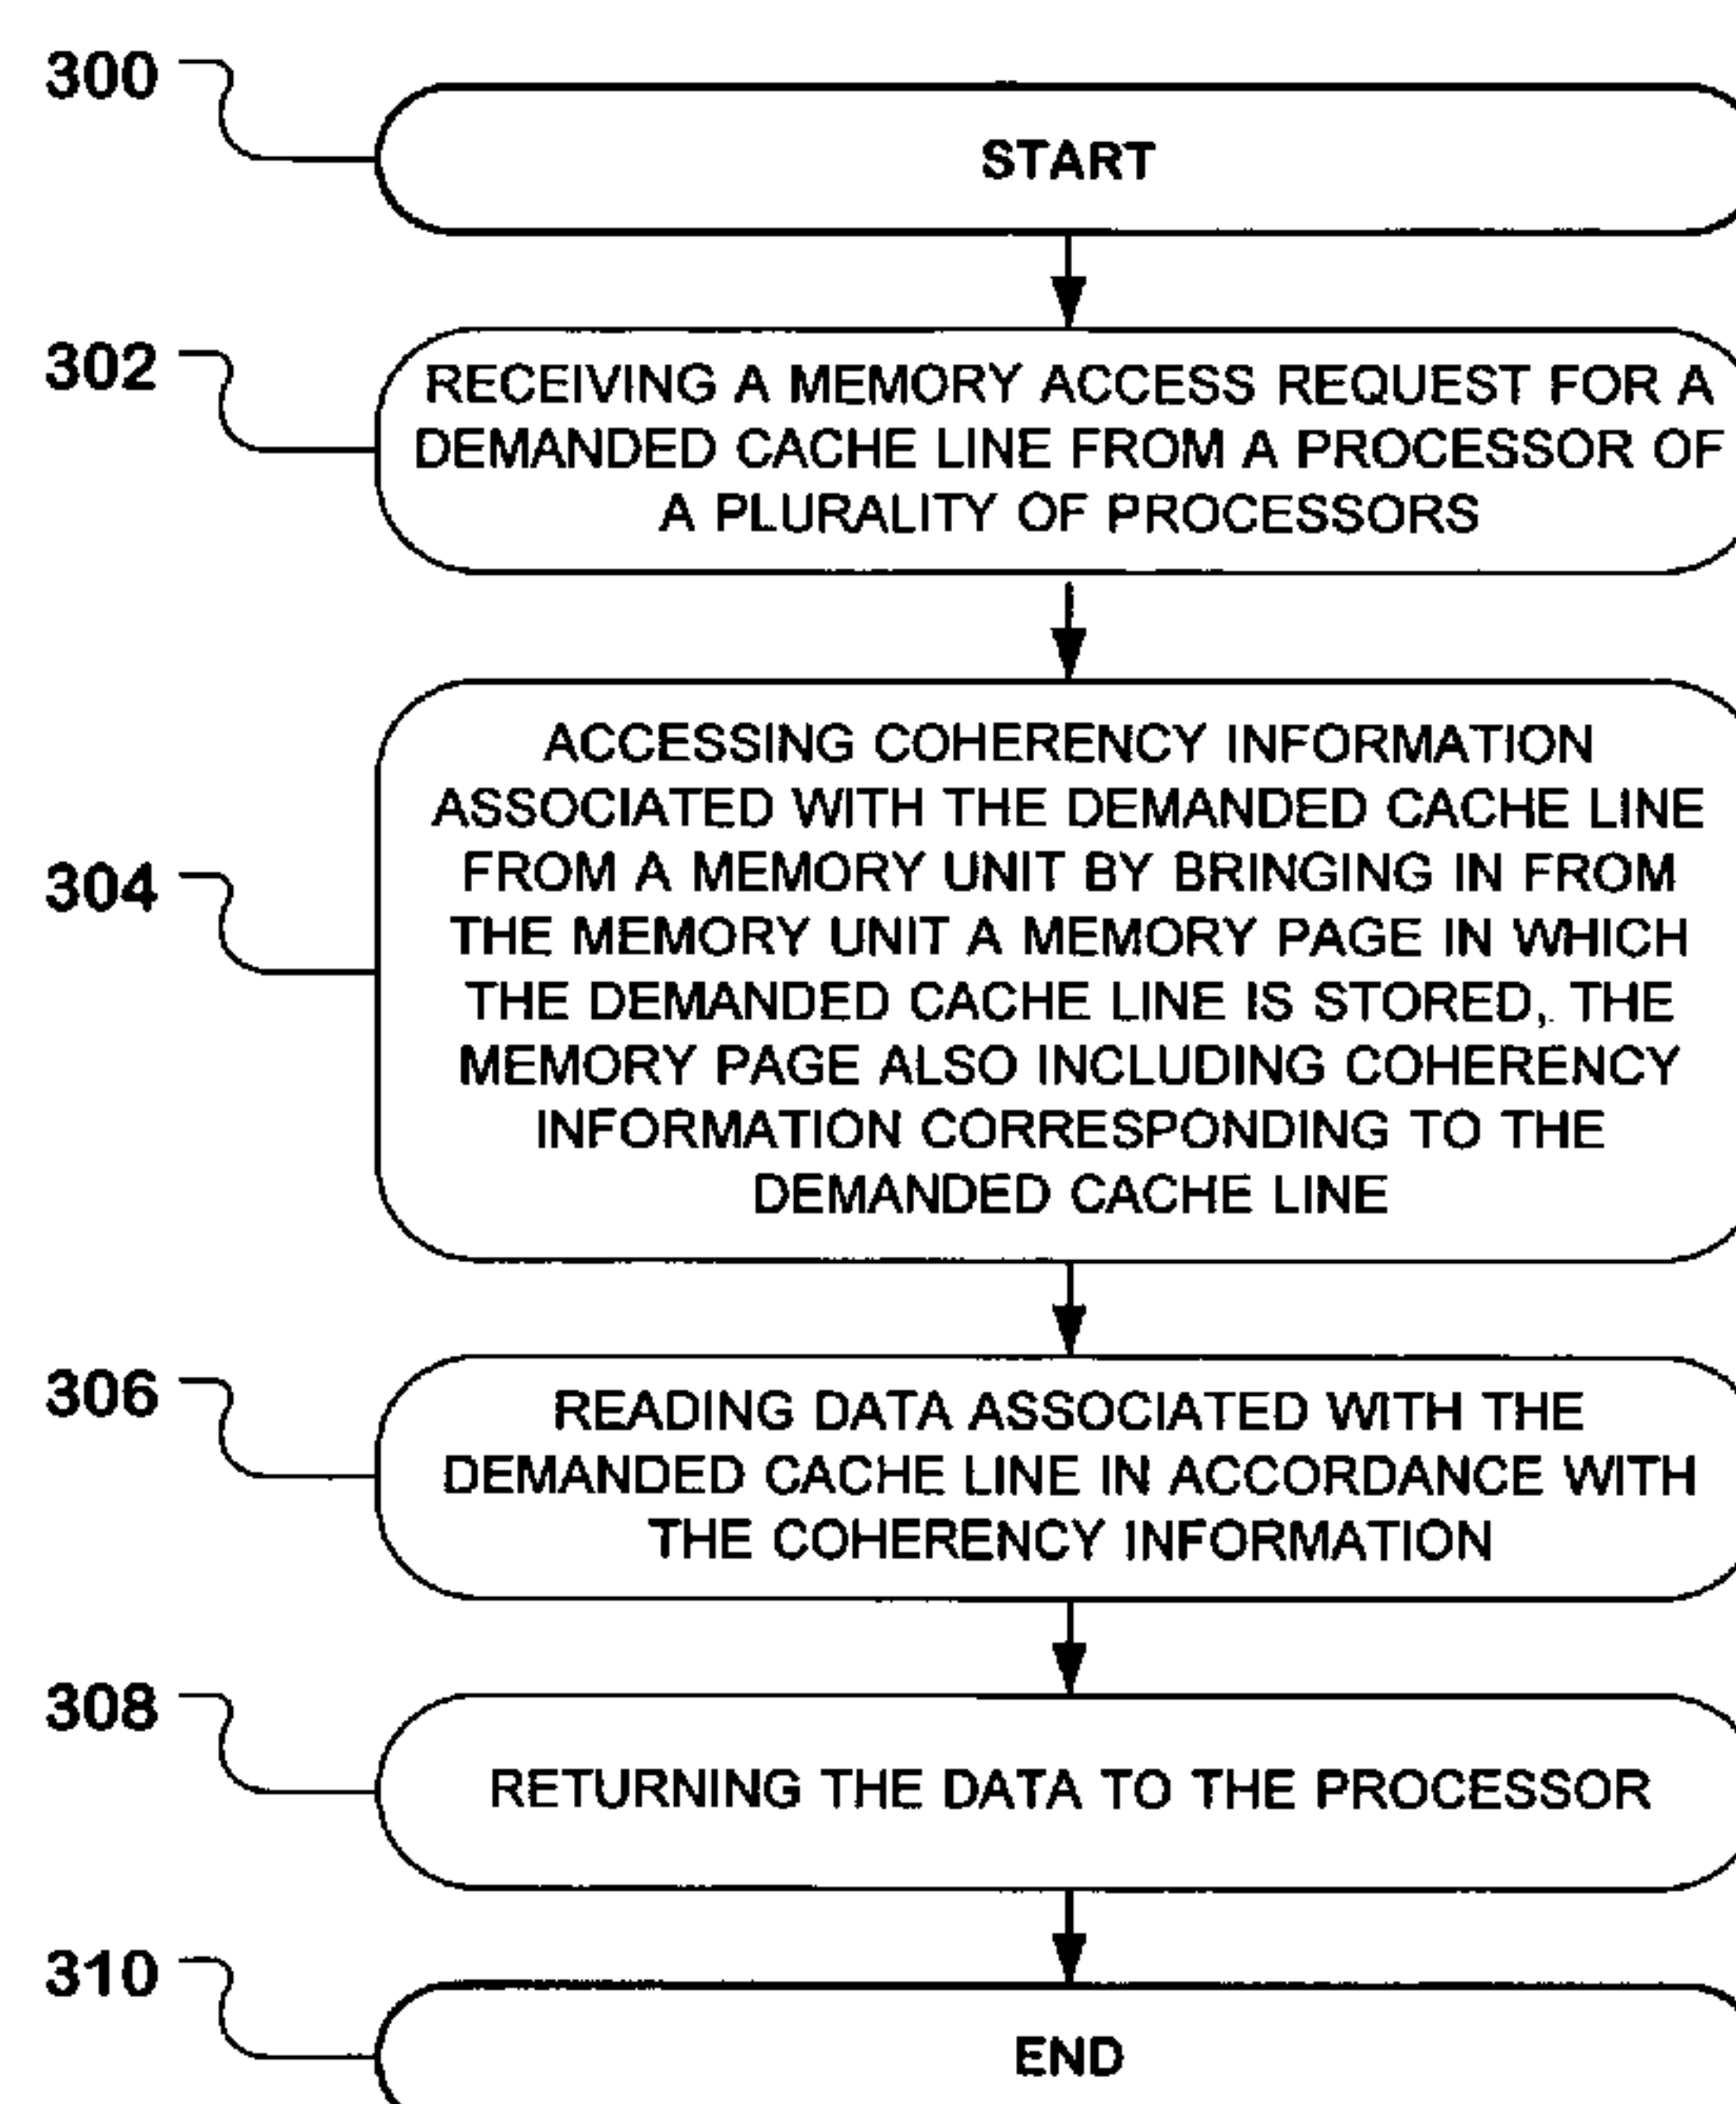 300
START
302
RECEIVING A MEMORY ACCESS REQUEST FOR A
DEMANDED CACHE LINE FROM A PROCESSOR OF
A PLURALITY OF PROCESSORS
304
ACCESSING COHERENCY INFORMATION
ASSOCIATED WITH THE DEMANDED CACHE LINE
FROM A MEMORY UNIT BY BRINGING IN FROM
THE MEMORY UNIT A MEMORY PAGE IN WHICH
THE DEMANDED CACHE LINE IS STORED, THE
MEMORY PAGE ALSO INCLUDING COHERENCY
INFORMATION CORRESPONDING TO THE
DEMANDED CACHE LINE
306
READING DATA ASSOCIATED WITH THE
DEMANDED CACHE LINE IN ACCORDANCE WITH
THE COHERENCY INFORMATION
308
RETURNING THE DATA TO THE PROCESSOR
310
END